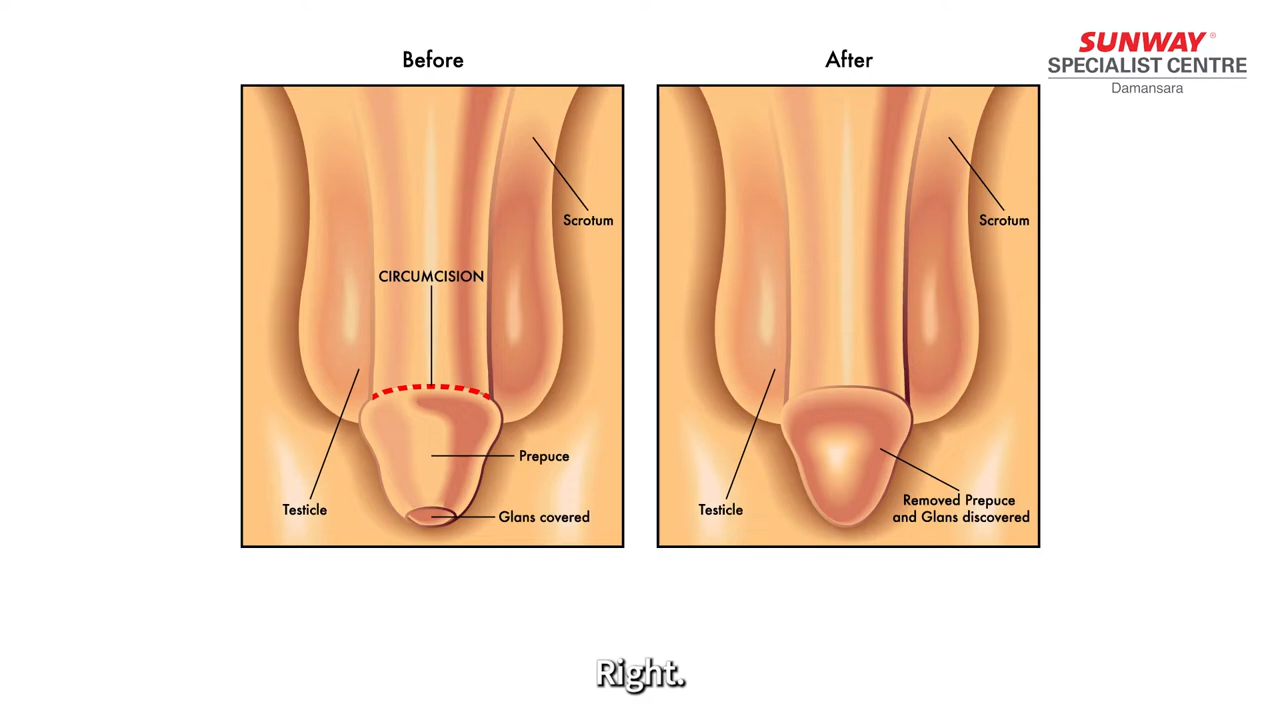 Before
After
SUNWAY®
SPECIALIST CENTRE
Damansara
Scrotum
CIRCUMCISION
Prepuce
Testicle
Glans covered
Scrotum
Testicle
Removed Prepuce
and Glans discovered
Right.